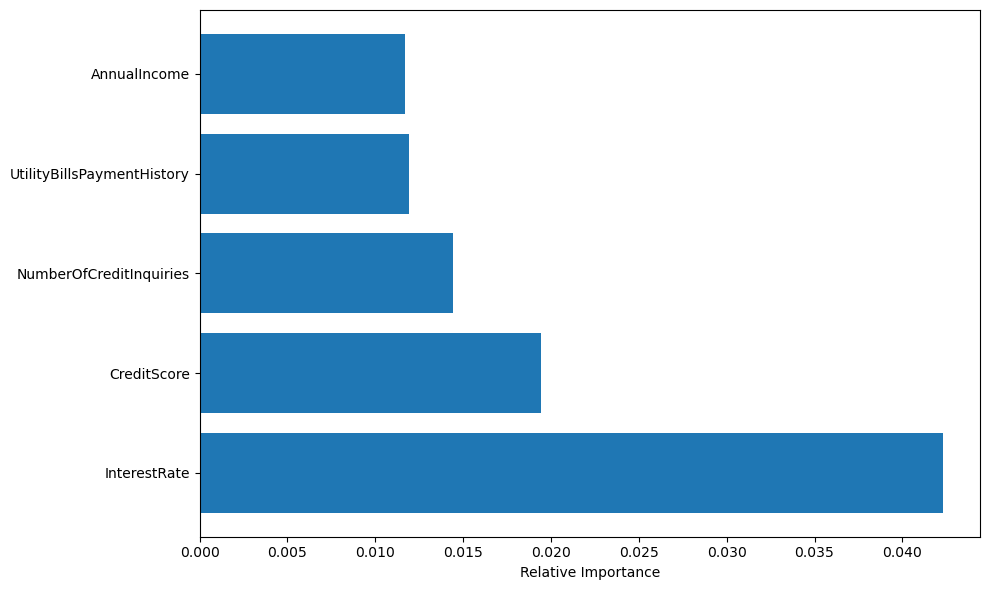 AnnualIncome
UtilityBillsPaymentHistory
NumberOfCreditInquiries
CreditScore
InterestRate
0.000 0.005 0.010 0.015 0.020 0.025 0.030 0.035 0.040
Relative Importance